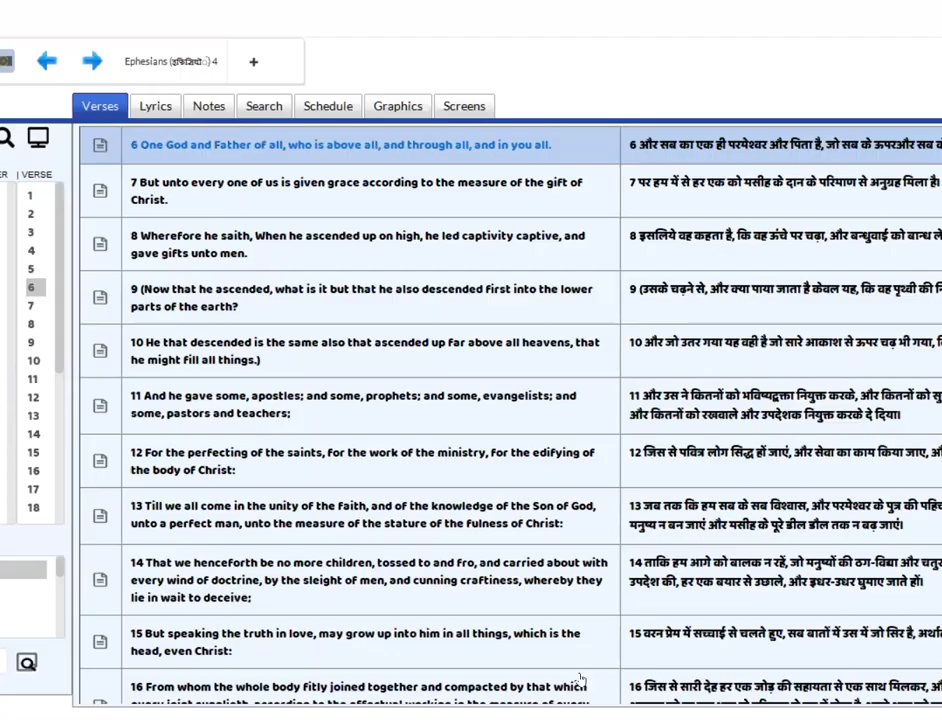 Ephesians 4
+
Verses
Lyrics
Notes
Search
Schedule
Graphics
Screens
ER | VERSE
1
2
3
4
5
6
7
8
9
10
11
12
13
14
15
16
17
18
6 One God and Father of all, who is above all, and through all, and in you all.
6 और सब का एक ही परमेश्वर और पिता है, जो सब के ऊपरऔर सब
7 But unto every one of us is given grace according to the measure of the gift of
Christ.
7 पर हम में से हर एक को मसीह के दान के परिमाण से अनुग्रह मिला है।
8 Wherefore he saith, When he ascended up on high, he led captivity captive, and
gave gifts unto men.
8 इसलिये वह कहता है, कि वह ऊंचे पर चढ़ा, और बन्धुवाई को बान्ध
9 (Now that he ascended, what is it but that he also descended first into the lower
parts of the earth?
9 (उसके चढ़ने से, और क्या पाया जाता है केवल यह, कि वह पृथ्वी की
10 He that descended is the same also that ascended up far above all heavens, that
he might fill all things.)
10 और जो उतर गया यह वही है जो सारे आकाश से ऊपर चढ़ भी गया,
11 And he gave some, apostles; and some, prophets; and some, evangelists; and
some, pastors and teachers;
11 और उस ने कितनों को भविष्यद्वक्ता नियुक्त करके, और कितनों को
और कितनों को रखवाले और उपदेशक नियुक्त करके दे दिया।
12 For the perfecting of the saints, for the work of the ministry, for the edifying of
the body of Christ:
12 जिस से पवित्र लोग सिद्ध हों जाएं, और सेवा का काम किया जाए,
13 Till we all come in the unity of the faith, and of the knowledge of the Son of God,
unto a perfect man, unto the measure of the stature of the fulness of Christ:
13 जब तक कि हम सब के सब विश्वास, और परमेश्वर के पुत्र की
मनुष्य न बन जाएं और मसीह के पूरे डील डौल तक न बढ़ जाएं।
14 That we henceforth be no more children, tossed to and fro, and carried about with
every wind of doctrine, by the sleight of men, and cunning craftiness, whereby they
lie in wait to deceive;
14 ताकि हम आगे को बालक न रहें, जो मनुष्यों की ठग-विद्या और
उपदेश की, हर एक बयार से उछाले, और इधर-उधर घुमाए जाते हों।
15 But speaking the truth in love, may grow up into him in all things, which is the
head, even Christ:
15 वरन प्रेम में सच्चाई से चलते हुए, सब बातों में उस में जो सिर है,
16 From whom the whole body fitly joined together and compacted by that which
16 जिस से सारी देह हर एक जोड़ की सहायता से एक साथ मिलकर,